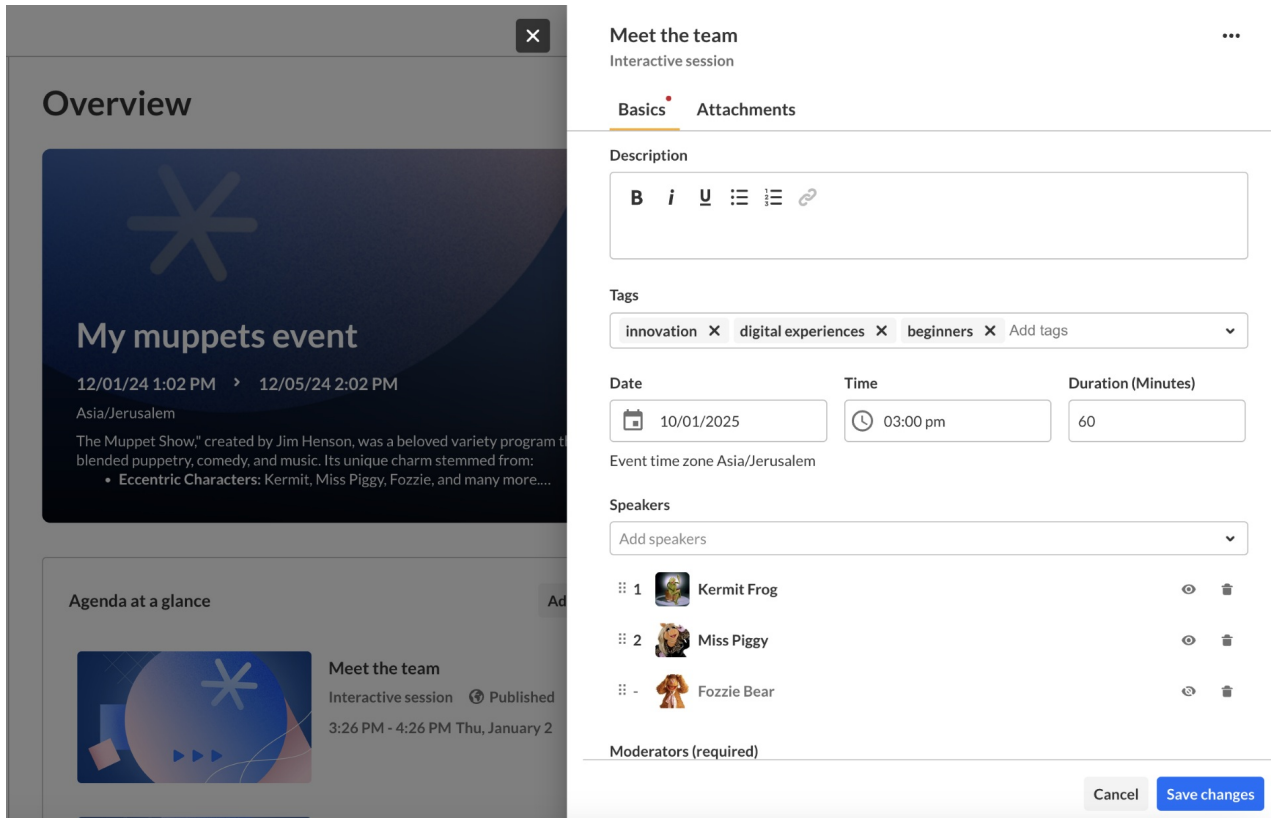 Overview
My muppets event
12/01/24 1:02 PM > 12/05/24 2:02 PM
Asia/Jerusalem
The Muppet Show," created by Jim Henson, was a beloved variety program
blended puppetry, comedy, and music. Its unique charm stemmed from:
• Eccentric Characters: Kermit, Miss Piggy, Fozzie, and many more....
Agenda at a glance
Ad
Meet the team
Interactive session Published
3:26 PM - 4:26 PM Thu, January 2
Meet the team
Interactive session
Basics Attachments
Description
B i U
Tags
innovation × digital experiences × beginners × Add tags
Date Time Duration (Minutes)
10/01/2025 03:00 pm 60
Event time zone Asia/Jerusalem
Speakers
Add speakers
1 Kermit Frog
2 Miss Piggy
- Fozzie Bear
Moderators (required)
Cancel Save changes